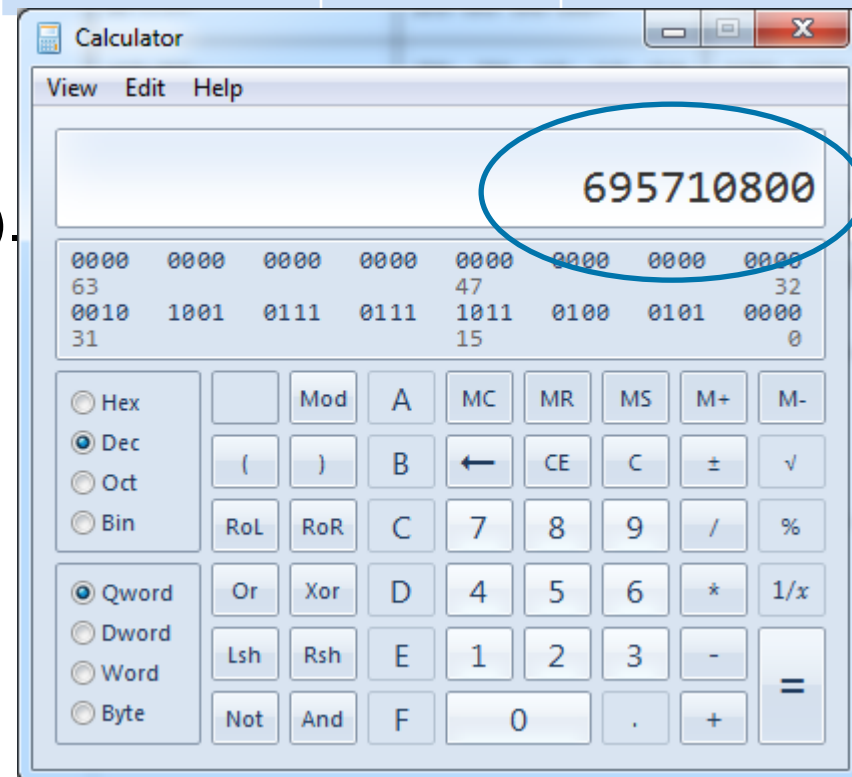 Calculator
View Edit Help
695710800
).
0000 0000 0000 0000 0000 0000 0000 0000
63 47 32
0010 1001 0111 0111 1011 0100 0101 0000
31 15 0
Hex Mod A MC MR MS M+ M-
Dec ( ) B ← CE C ± √
Oct
Bin RoL RoR C 7 8 9 / %
Qword Or Xor D 4 5 6 * 1/x
Dword
Word Lsh Rsh E 1 2 3 - =
Byte Not And F 0 . +